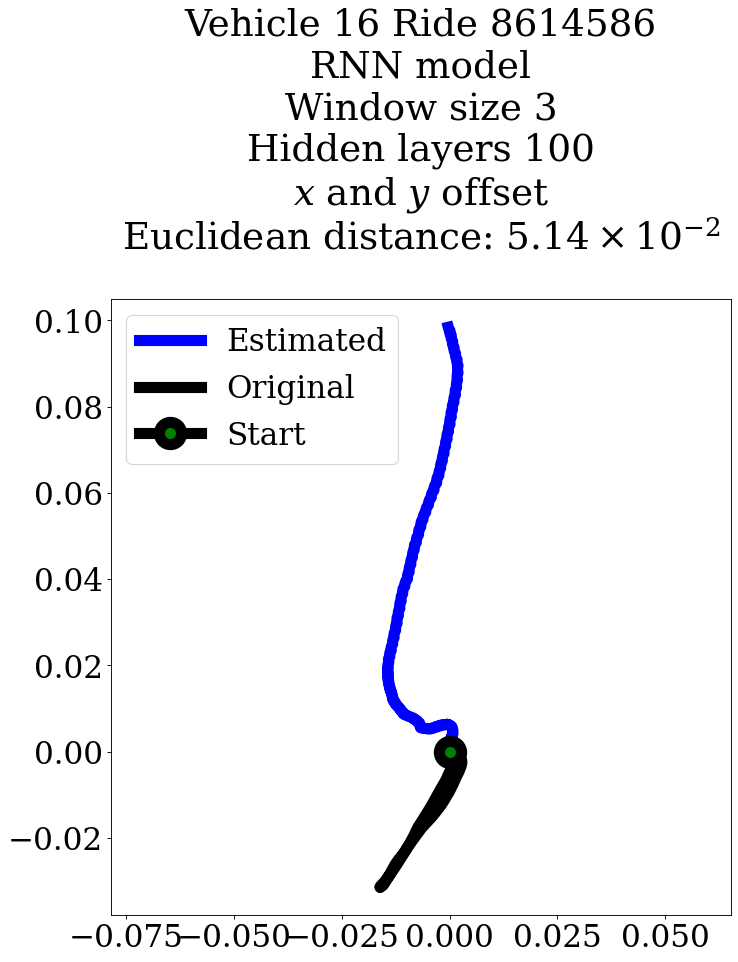 Vehicle 16 Ride 8614586
RNN model
Window size 3
Hidden layers 100
x and y offset
Euclidean distance: 5.14 × 10⁻²
Estimated
Original
Start
0.10
0.08
0.06
0.04
0.02
0.00
−0.02
−0.075 −0.050 −0.025 0.000 0.025 0.050